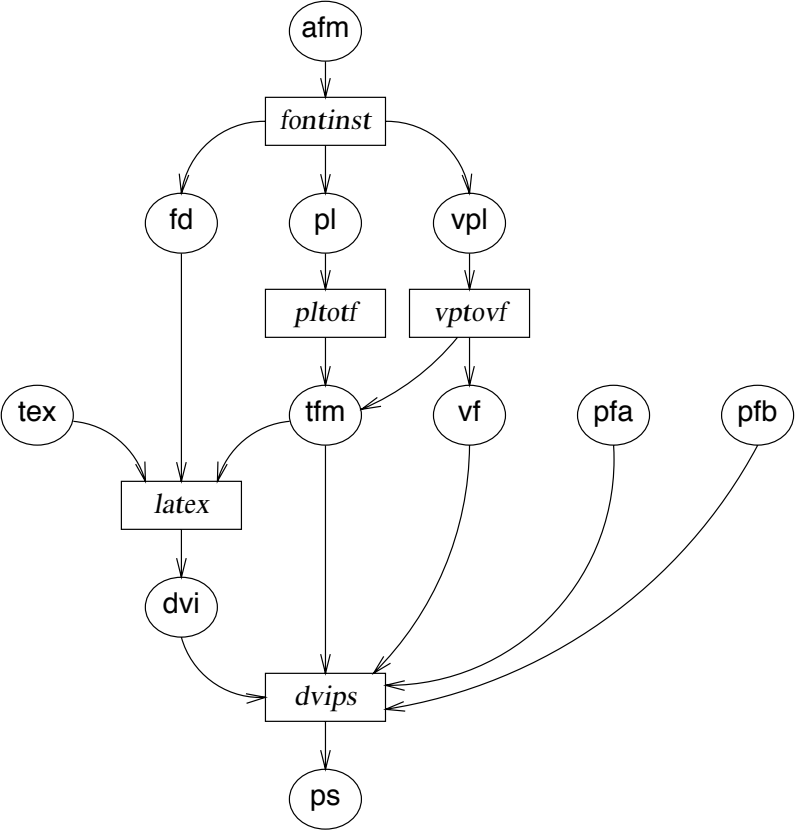 afm
fontinst
fd
pl
vpl
pltotf
vptovf
tex
tfm
vf
pfa
pfb
latex
dvi
dvips
ps